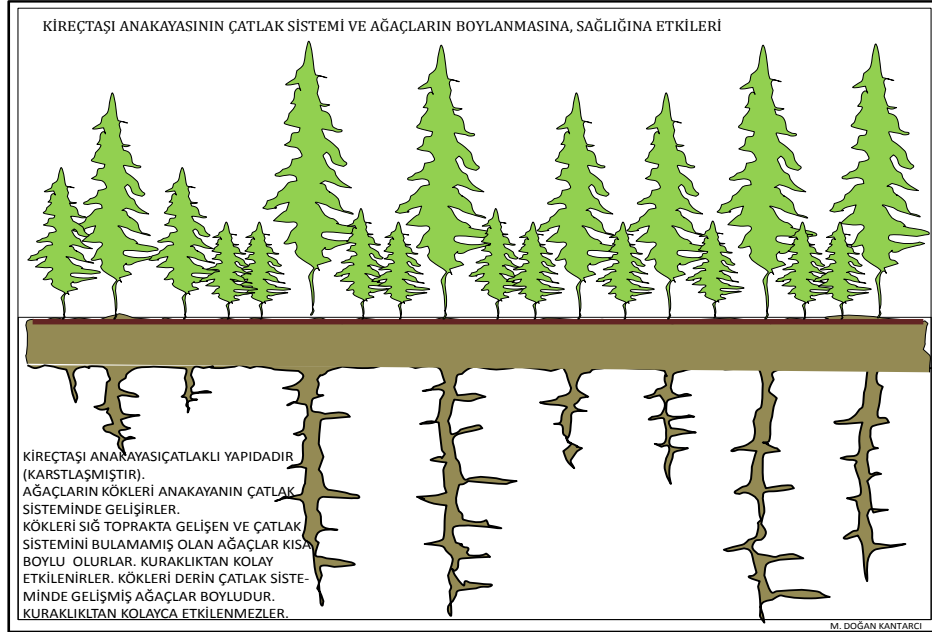 KİREÇTAŞI ANAKAYASININ ÇATLAK SİSTEMİ VE AĞAÇLARIN BOYLANMASINA, SAĞLIĞINA ETKİLERİ
KİREÇTAŞI ANAKAYASIÇATLAKLI YAPIDADIR
(KARSTLAŞMIŞTIR).
AĞAÇLARIN KÖKLERİ ANAKAYANIN ÇATLAK
SİSTEMİNDE GELİŞİRLER.
KÖKLERİ SIĞ TOPRAKTA GELİŞEN VE ÇATLAK
SİSTEMİNİ BULAMAMIŞ OLAN AĞAÇLAR KISA
BOYLU OLURLAR. KURAKLIKTAN KOLAY
ETKİLENİRLER. KÖKLERİ DERİN ÇATLAK SİSTE-
MİNDE GELİŞMİŞ AĞAÇLAR BOYLUDUR.
KURAKLIKLTAN KOLAYCA ETKİLENMEZLER.
M. DOĞAN KANTARCI